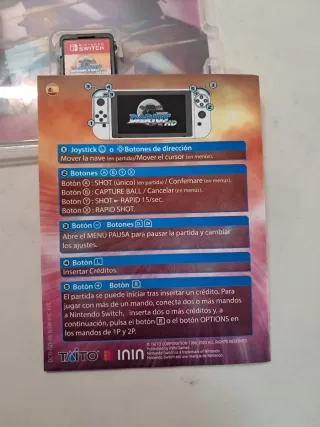 NINTENDO
SWITCH
DARIUS
HD
Joystick o Botones de dirección
Mover la nave (en partida)/Mover el cursor (en menús).
Botones A B Y X
Botón A : SHOT (único) (en partida) / Confirmare (en menús).
Botón B : CAPTURE BALL / Cancelar (en menús).
Botón Y : SHOT RAPID 15/sec.
Botón X : RAPID SHOT.
Botón − Botones
Abre el MENÚ PAUSA para pausar la partida y cambiar
los ajustes.
Botón L
Insertar Créditos.
Botón + Botón R
El partida se puede iniciar tras insertar un crédito. Para
jugar con más de un mando, conecta dos o más mandos
a Nintendo Switch, inserta dos o más créditos y, a
continuación, pulsa el botón R o el botón OPTIONS en
los mandos de 1P y 2P.
TAITO ININ